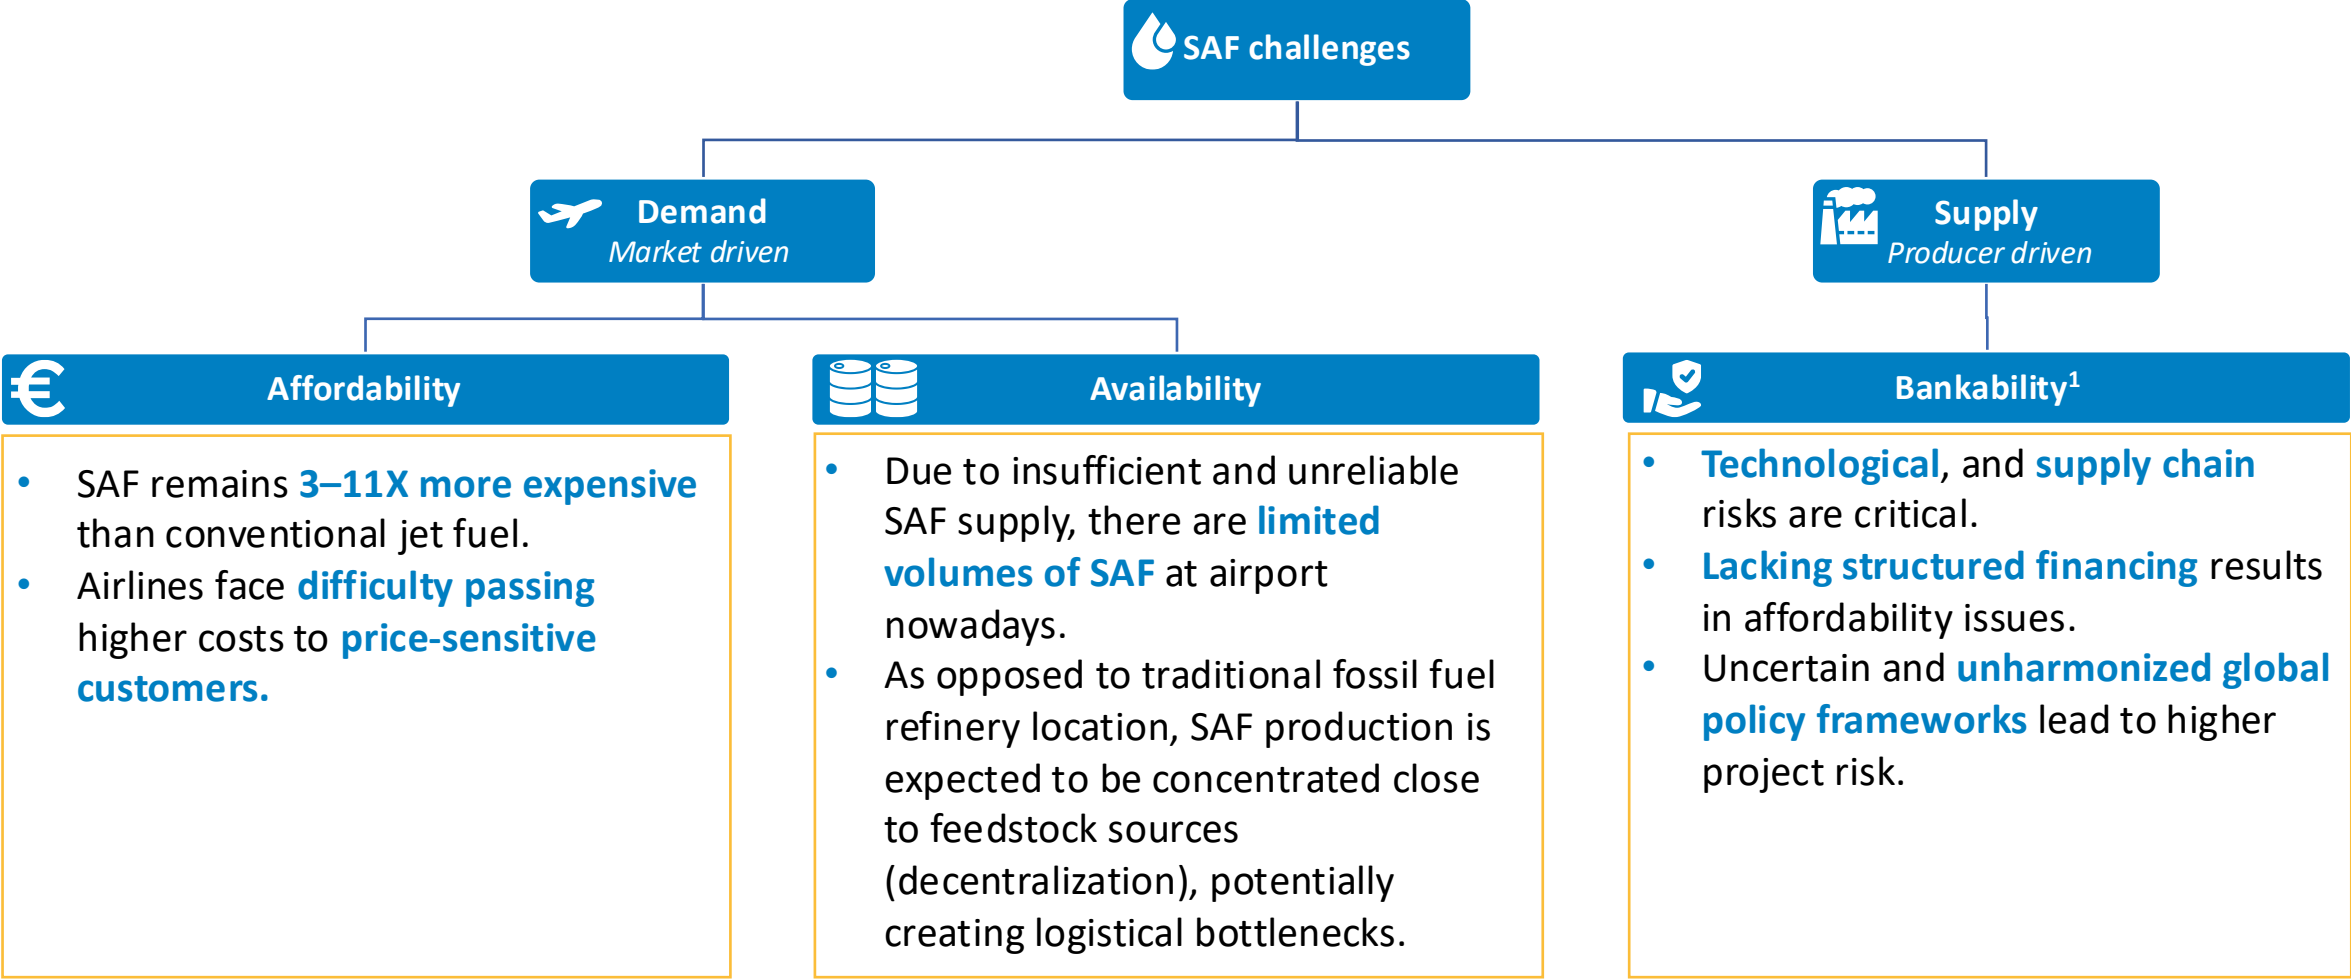 SAF challenges
Demand
Market driven
Supply
Producer driven
Affordability
• SAF remains 3–11X more expensive
than conventional jet fuel.
• Airlines face difficulty passing
higher costs to price-sensitive
customers.
Availability
• Due to insufficient and unreliable
SAF supply, there are limited
volumes of SAF at airport
nowadays.
• As opposed to traditional fossil fuel
refinery location, SAF production is
expected to be concentrated close
to feedstock sources
(decentralization), potentially
creating logistical bottlenecks.
Bankability¹
• Technological, and supply chain
risks are critical.
• Lacking structured financing results
in affordability issues.
• Uncertain and unharmonized global
policy frameworks lead to higher
project risk.